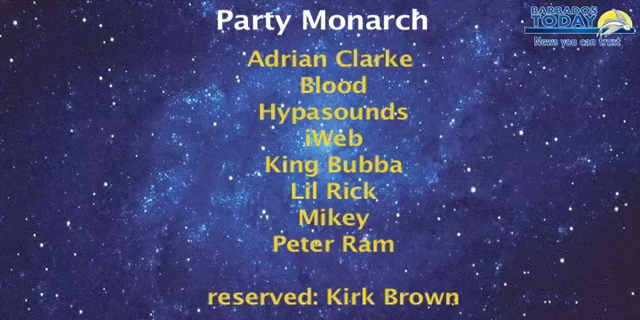 Party Monarch
BARBADOS
TODAY
News you can trust
Adrian Clarke
Blood
Hypasounds
iWeb
King Bubba
Lil Rick
Mikey
Peter Ram
reserved: Kirk Brown